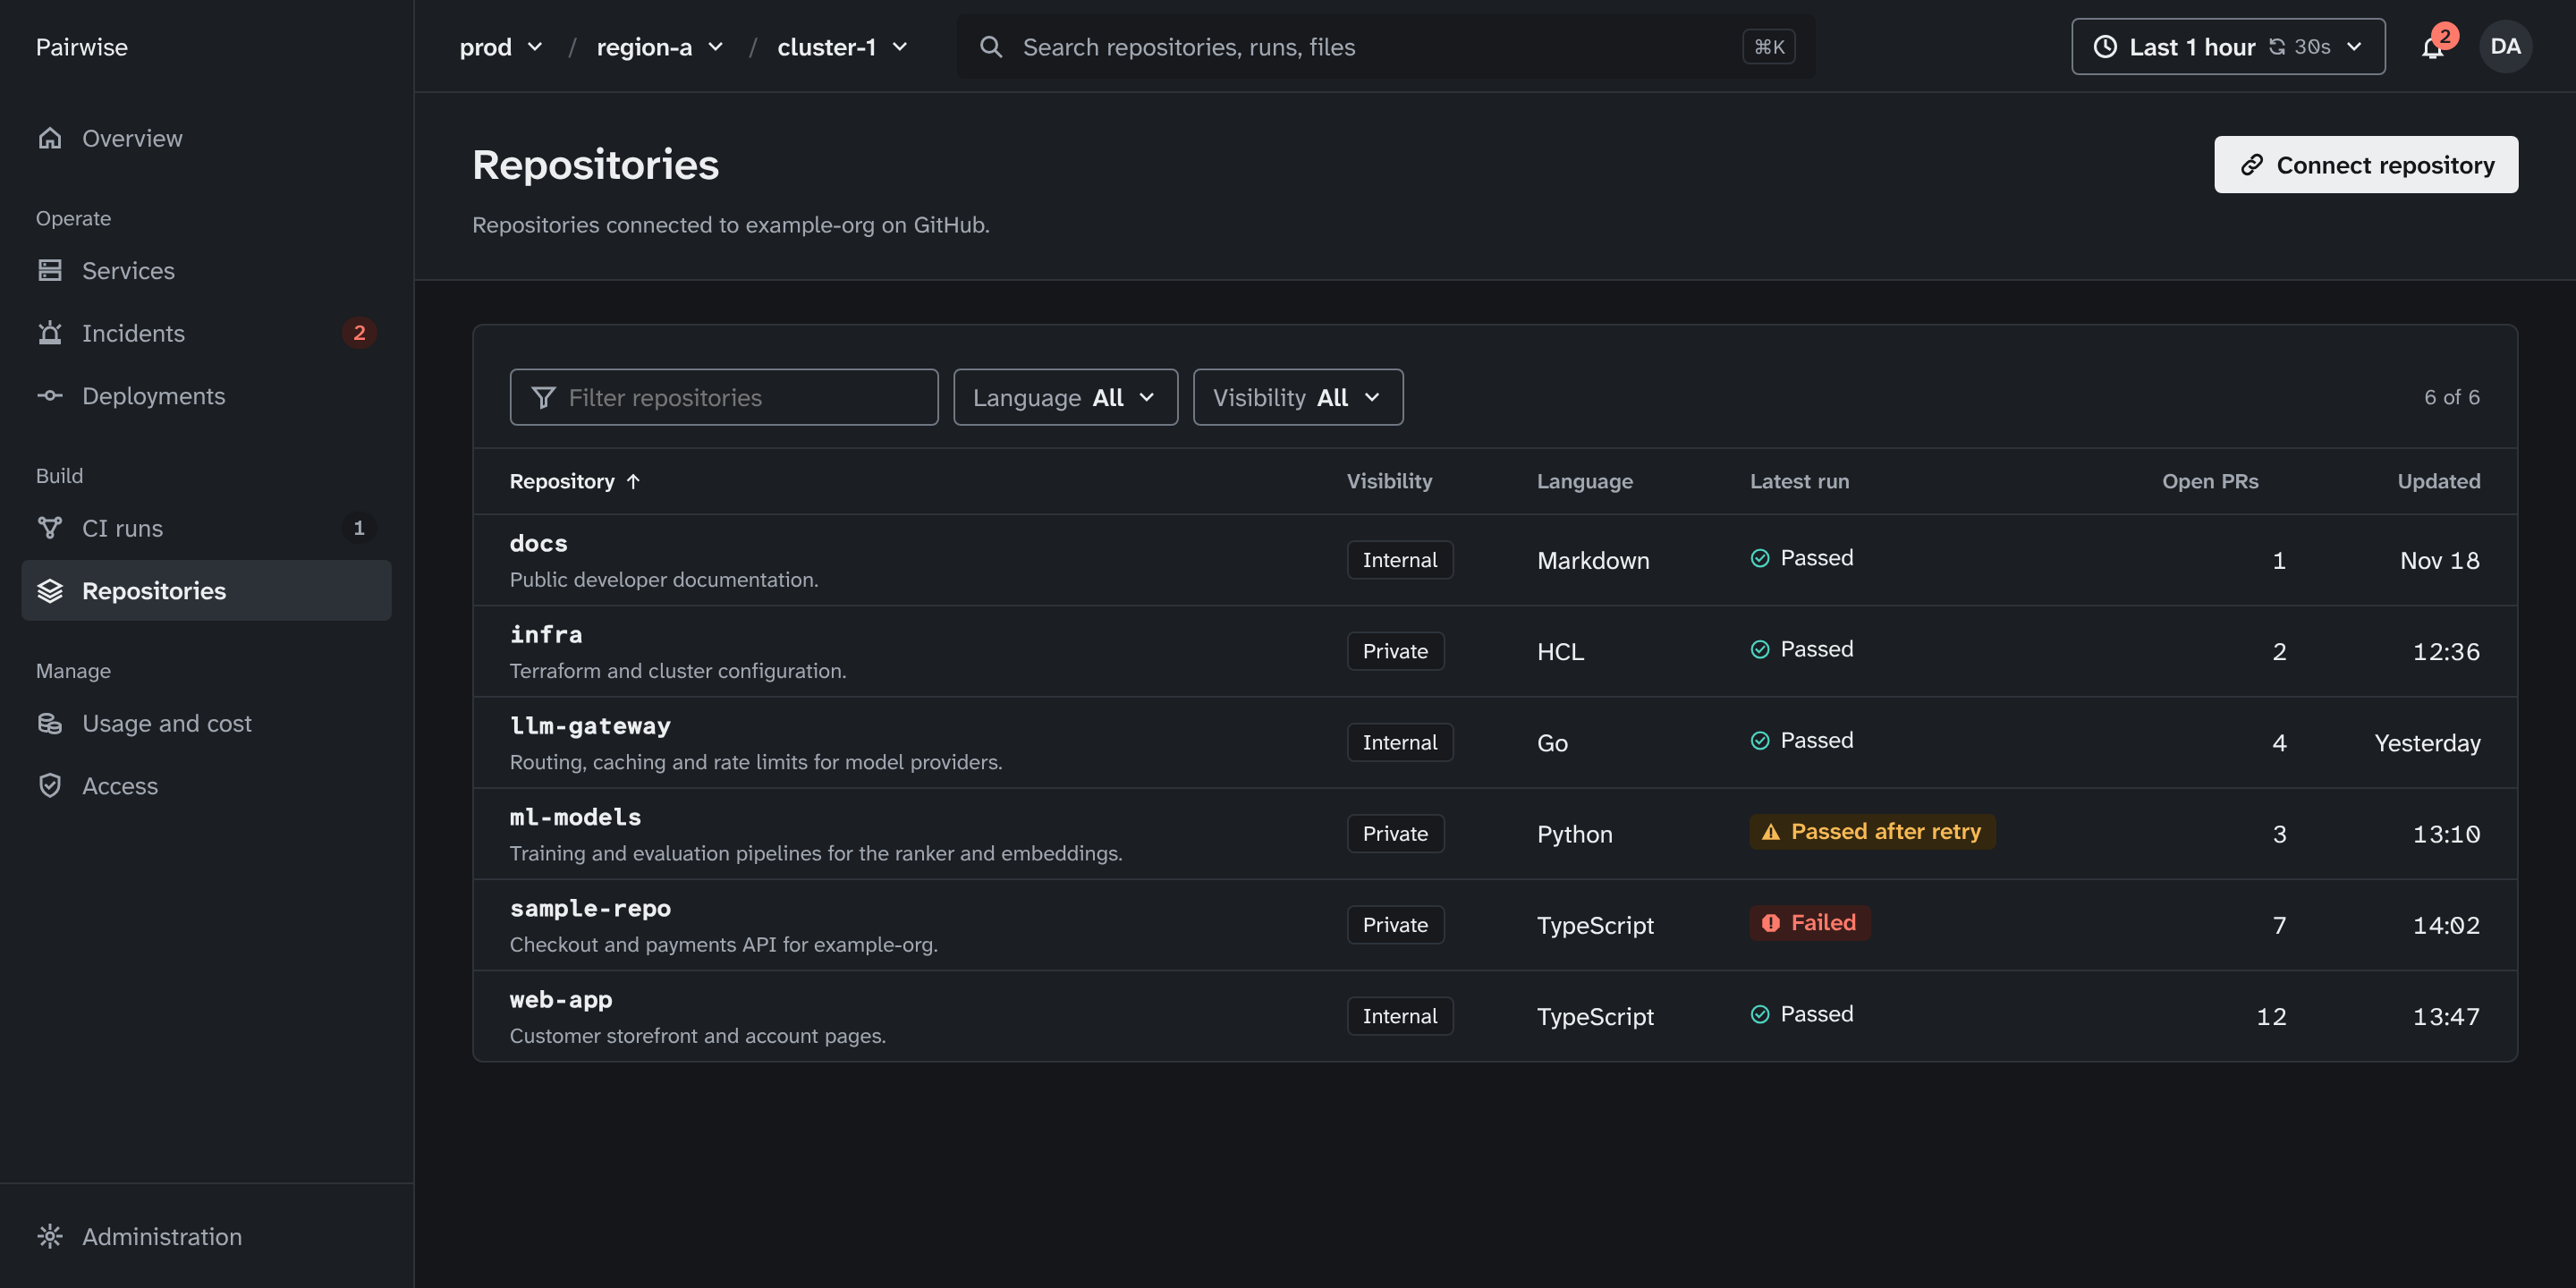 Pairwise
Overview
Operate
Services
Incidents 2
Deployments
Build
CI runs 1
Repositories
Manage
Usage and cost
Access
Administration
prod / region-a / cluster-1
Search repositories, runs, files ⌘K
Last 1 hour 30s
2
DA
Repositories
Connect repository
Repositories connected to example-org on GitHub.
Filter repositories Language All Visibility All 6 of 6
Repository ↑ Visibility Language Latest run Open PRs Updated
docs
Public developer documentation.
Internal Markdown Passed 1 Nov 18
infra
Terraform and cluster configuration.
Private HCL Passed 2 12:36
llm-gateway
Routing, caching and rate limits for model providers.
Internal Go Passed 4 Yesterday
ml-models
Training and evaluation pipelines for the ranker and embeddings.
Private Python Passed after retry 3 13:10
sample-repo
Checkout and payments API for example-org.
Private TypeScript Failed 7 14:02
web-app
Customer storefront and account pages.
Internal TypeScript Passed 12 13:47